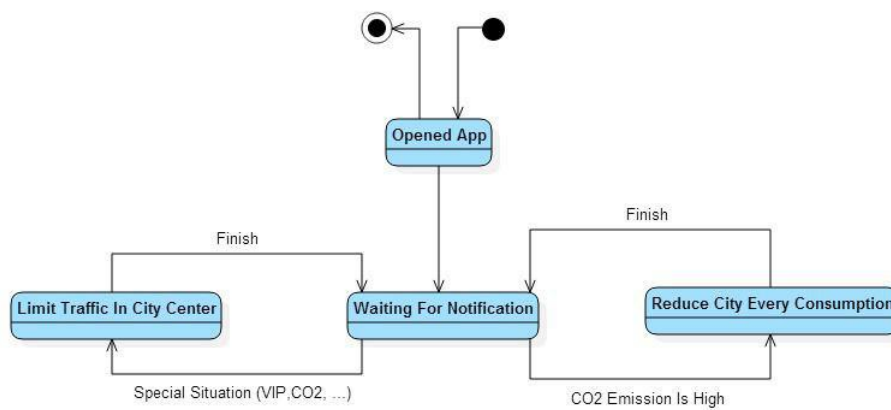 Opened App
Finish
Finish
Limit Traffic In City Center
Waiting For Notification
Reduce City Every Consumption
Special Situation (VIP,CO2, ...)
CO2 Emission Is High